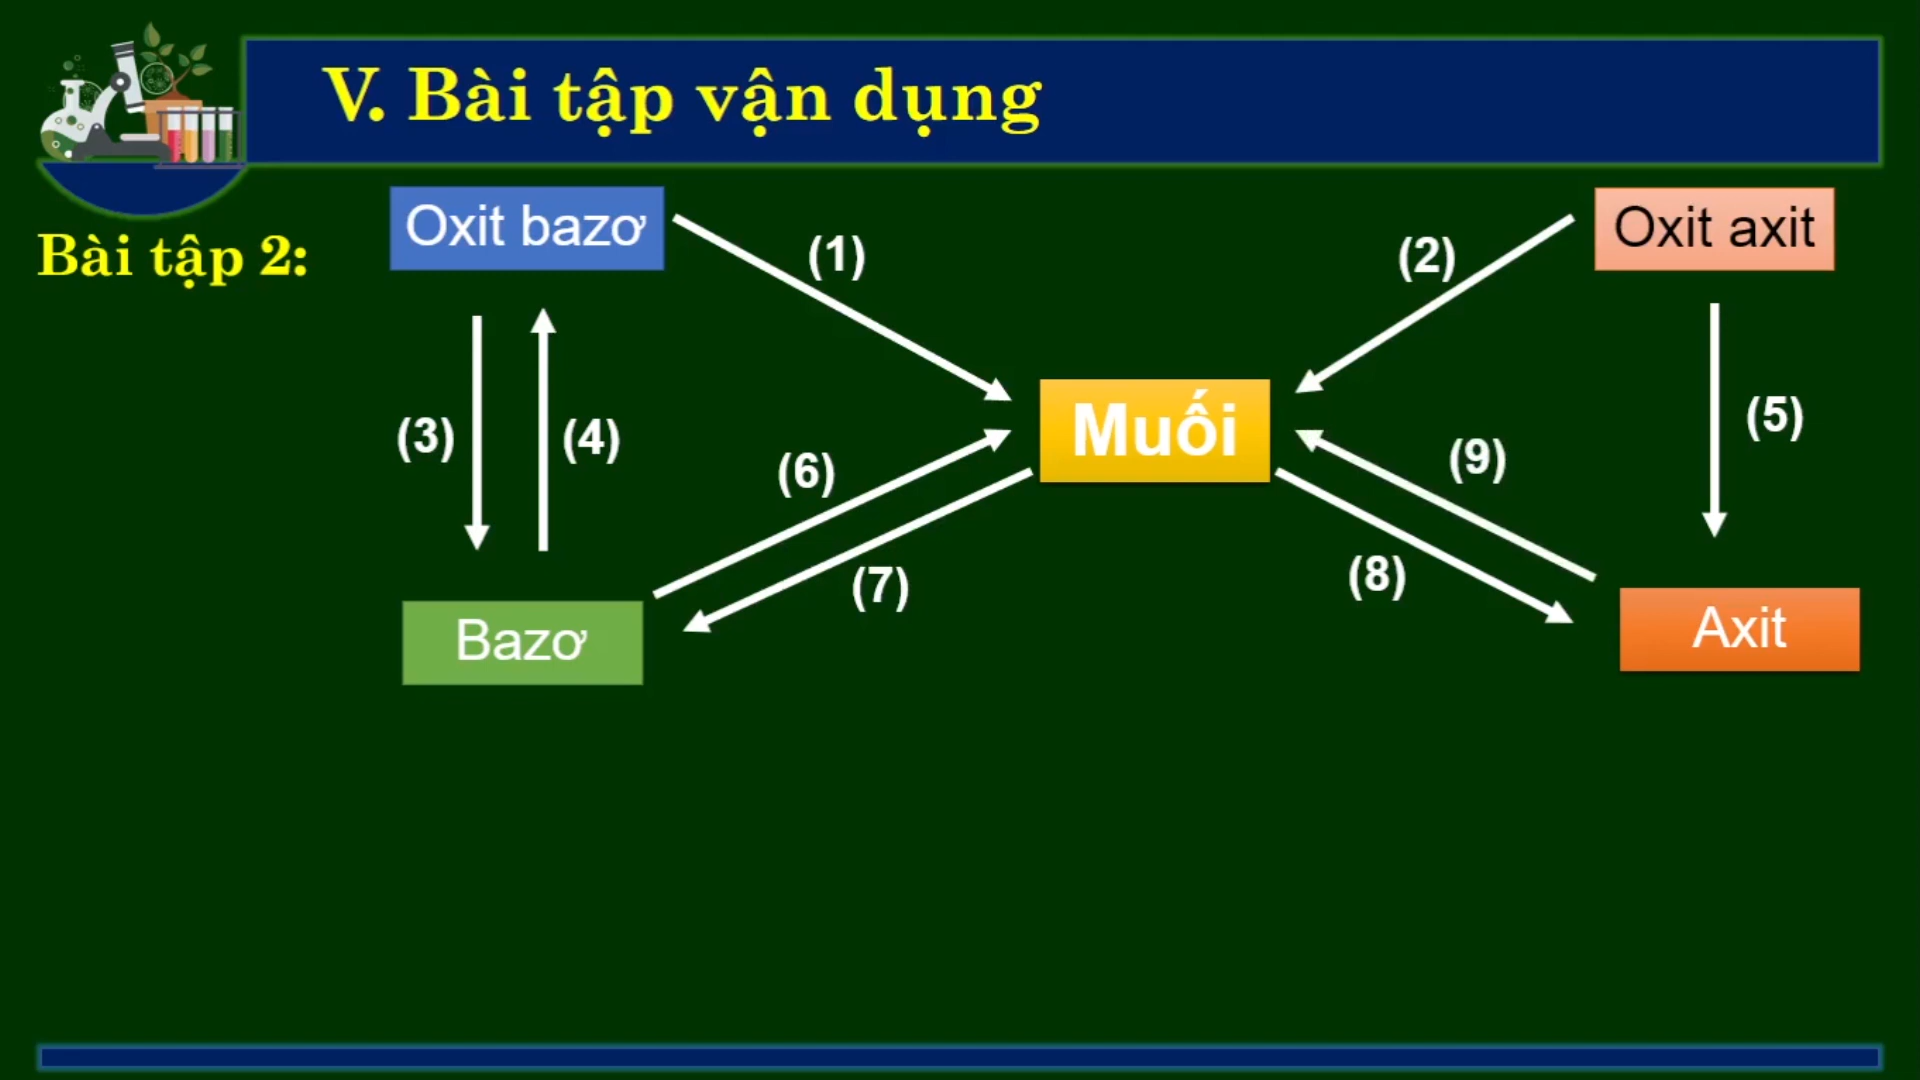 V. Bài tập vận dụng
Bài tập 2:
Oxit bazơ
(1)
(2)
Oxit axit
(3)
(4)
(6)
Muối
(9)
(5)
(7)
(8)
Bazơ
Axit